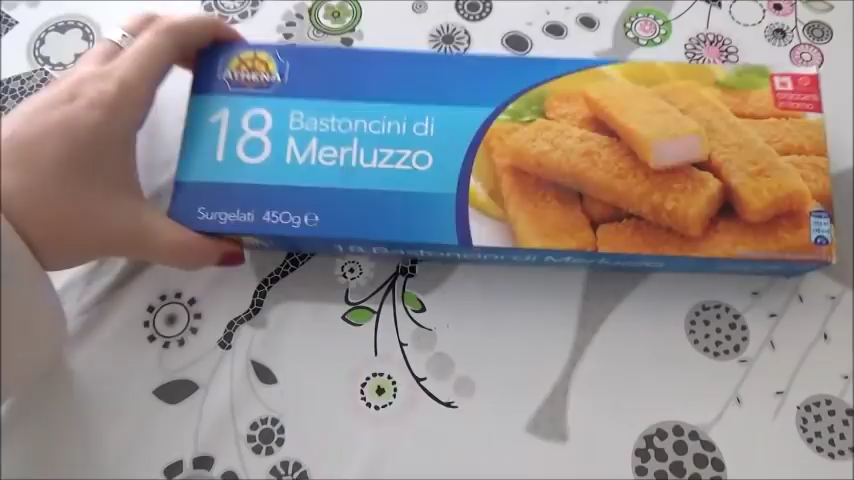 ATHENA
18 Bastoncini di
Merluzzo
Surgelati 450g e
18 Bastoncini di Merluzzo